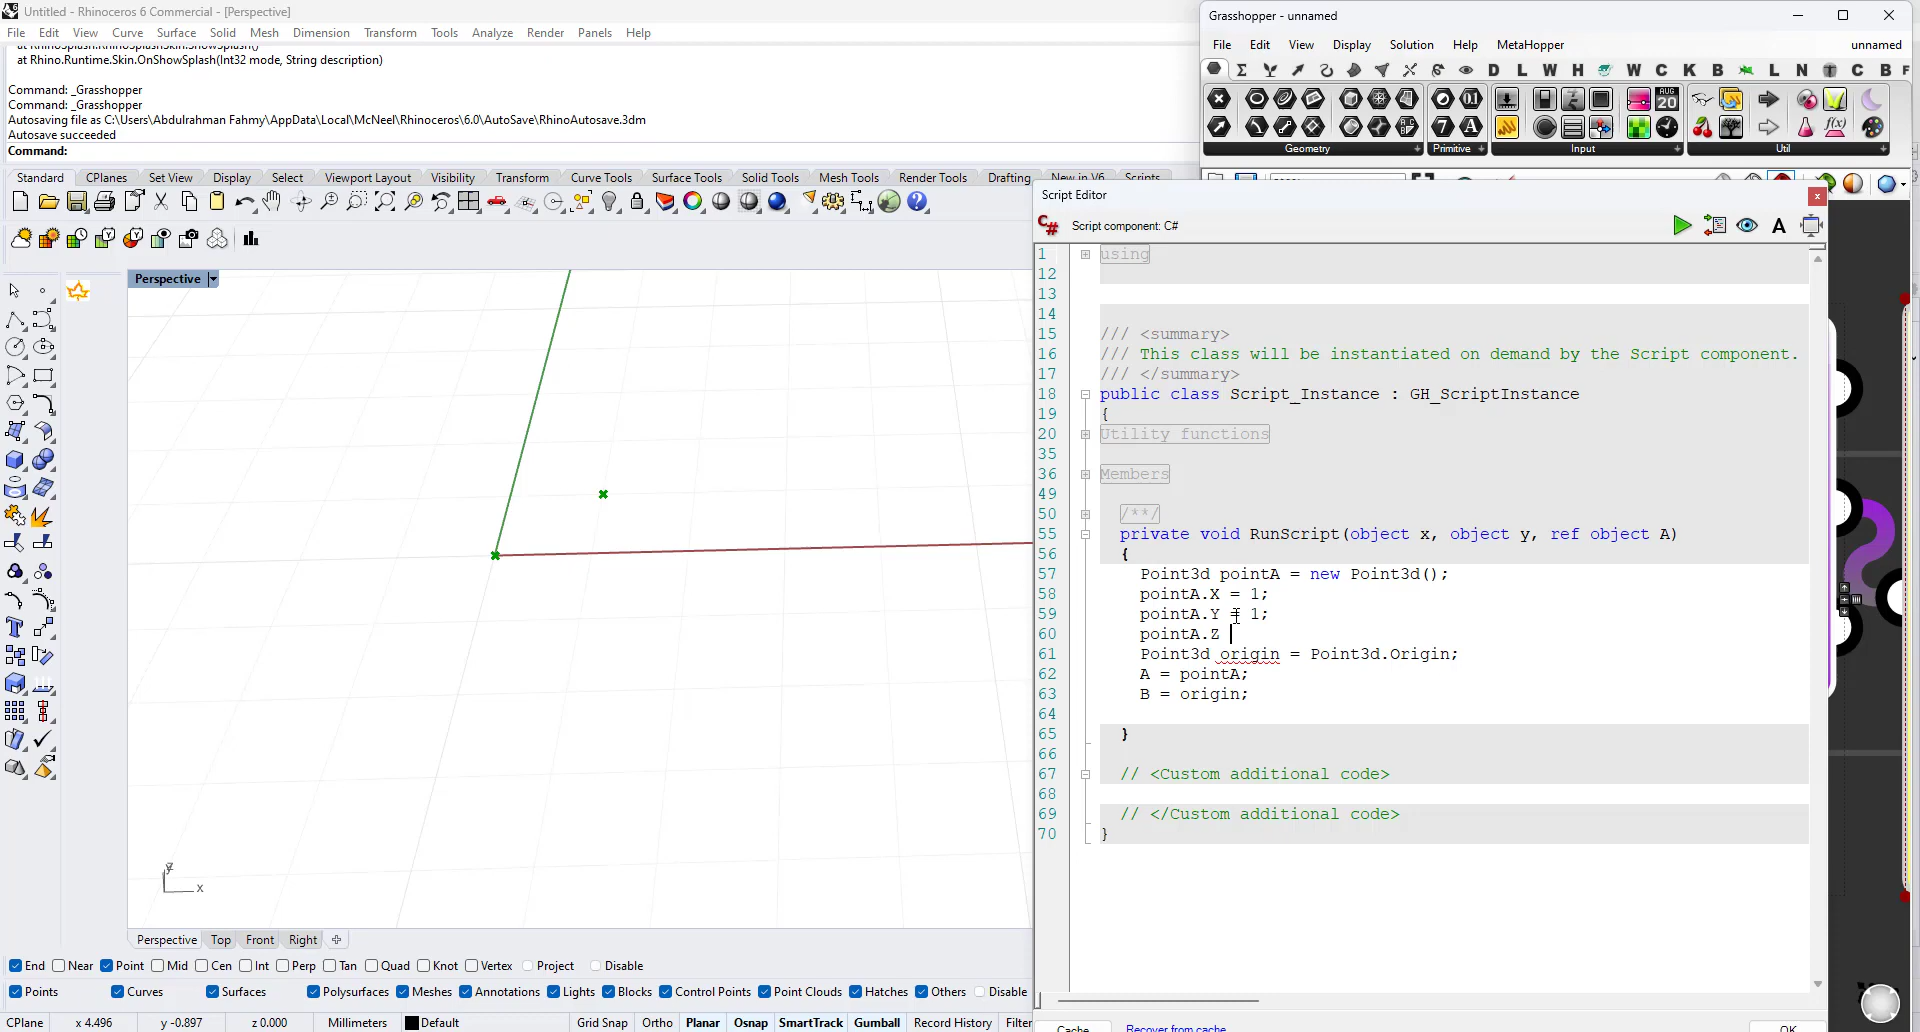 Untitled - Rhinoceros 6 Commercial - [Perspective]
File Edit View Curve Surface Solid Mesh Dimension Transform Tools Analyze Render Panels Help
at Rhino.Runtime.Skin.OnShowSplash(Int32 mode, String description)
Command: _Grasshopper
Command: _Grasshopper
Autosaving file as C:\Users\Abdulrahman Fahmy\AppData\Local\McNeel\Rhinoceros\6.0\AutoSave\RhinoAutosave.3dm
Autosave succeeded
Command:
Standard CPlanes Set View Display Select Viewport Layout Visibility Transform Curve Tools Surface Tools Solid Tools Mesh Tools Render Tools Drafting New in V6 Scripts
Perspective
z
x
Perspective Top Front Right
End Near Point Mid Cen Int Perp Tan Quad Knot Vertex Project Disable
Points Curves Surfaces Polysurfaces Meshes Annotations Lights Blocks Control Points Point Clouds Hatches Others Disable
CPlane x 4.496 y -0.897 z 0.000 Millimeters Default Grid Snap Ortho Planar Osnap SmartTrack Gumball Record History Filter
Grasshopper - unnamed
File Edit View Display Solution Help MetaHopper unnamed
D L W H W C K B L N C B F
Geometry Primitive Input Util
AUG
20
Script Editor
C# Script component: C#
A
1 using
12
13
14
15 /// <summary>
16 /// This class will be instantiated on demand by the Script component.
17 /// </summary>
18 public class Script_Instance : GH_ScriptInstance
19 {
20 Utility functions
35
36 Members
49
50 /**/
55 private void RunScript(object x, object y, ref object A)
56 {
57 Point3d pointA = new Point3d();
58 pointA.X = 1;
59 pointA.Y = 1;
60 pointA.Z
61 Point3d origin = Point3d.Origin;
62 A = pointA;
63 B = origin;
64
65 }
66
67 // <Custom additional code>
68
69 // </Custom additional code>
70 }
Cache Recover from cache OK